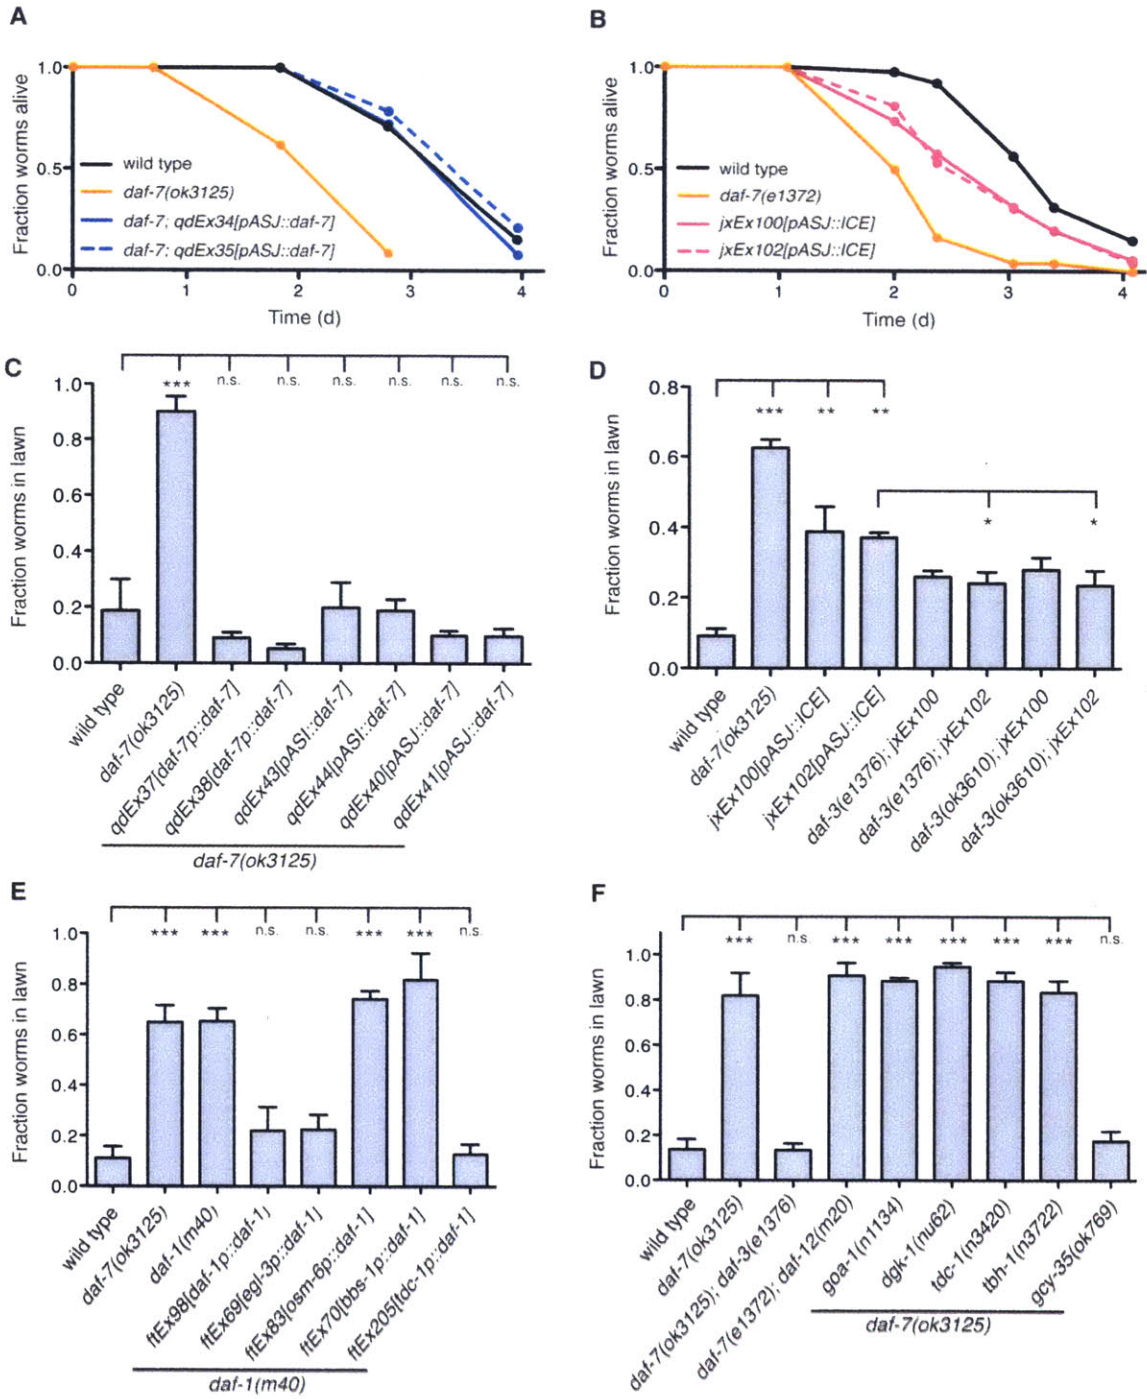 A
Fraction worms alive
1.0
0.5
0.0
wild type
daf-7(ok3125)
daf-7; qdEx34[pASJ::daf-7]
daf-7; qdEx35[pASJ::daf-7]
0 1 2 3 4
Time (d)
B
Fraction worms alive
1.0
0.5
0.0
wild type
daf-7(e1372)
jxEx100[pASJ::ICE]
jxEx102[pASJ::ICE]
0 1 2 3 4
Time (d)
C
Fraction worms in lawn
1.0
0.8
0.6
0.4
0.2
0.0
*** n.s. n.s. n.s. n.s. n.s. n.s.
wild type
daf-7(ok3125)
qdEx37[daf-7p::daf-7]
qdEx38[daf-7p::daf-7]
qdEx43[pASI::daf-7]
qdEx44[pASI::daf-7]
qdEx40[pASJ::daf-7]
qdEx41[pASJ::daf-7]
daf-7(ok3125)
D
Fraction worms in lawn
0.8
0.6
0.4
0.2
0.0
*** ** **
* *
wild type
daf-7(ok3125)
jxEx100[pASJ::ICE]
jxEx102[pASJ::ICE]
daf-3(e1376); jxEx100
daf-3(e1376); jxEx102
daf-3(ok3610); jxEx100
daf-3(ok3610); jxEx102
E
Fraction worms in lawn
1.0
0.8
0.6
0.4
0.2
0.0
*** *** n.s. n.s. *** *** n.s.
wild type
daf-7(ok3125)
daf-1(m40)
ftEx98[daf-1p::daf-1]
ftEx69[egl-3p::daf-1]
ftEx83[osm-6p::daf-1]
ftEx70[bbs-1p::daf-1]
ftEx205[tdc-1p::daf-1]
daf-1(m40)
F
Fraction worms in lawn
1.0
0.8
0.6
0.4
0.2
0.0
*** n.s. *** *** *** *** *** n.s.
wild type
daf-7(ok3125)
daf-7(ok3125); daf-3(e1376)
daf-7(e1372); daf-12(m20)
goa-1(n1134)
dgk-1(nu62)
tdc-1(n3420)
tbh-1(n3722)
gcy-35(ok769)
daf-7(ok3125)